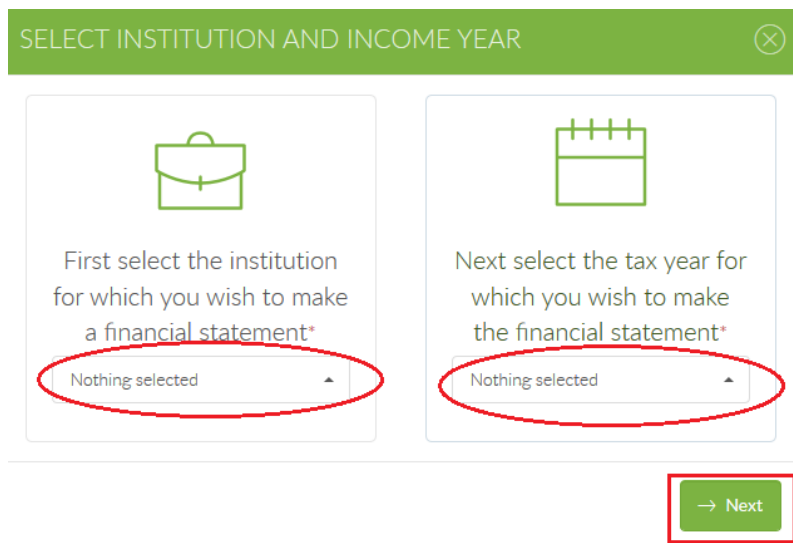 SELECT INSTITUTION AND INCOME YEAR
First select the institution
for which you wish to make
a financial statement*
Nothing selected
Next select the tax year for
which you wish to make
the financial statement*
Nothing selected
→ Next